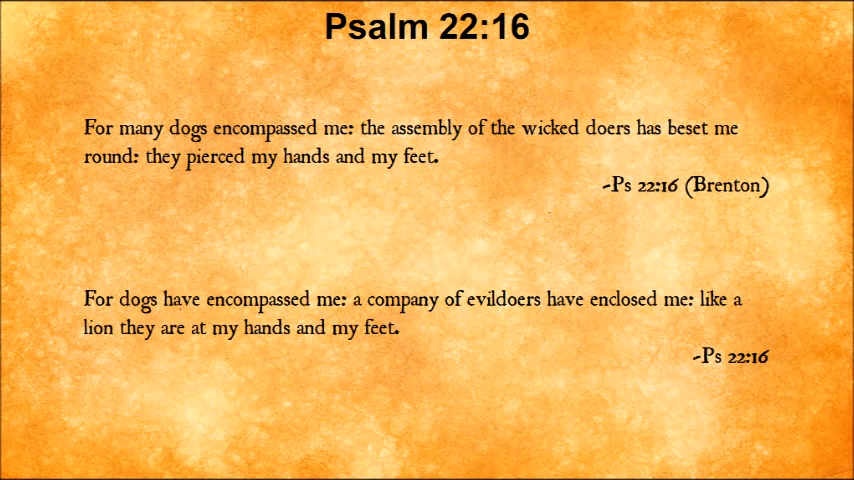 Psalm 22:16
For many dogs encompassed me: the assembly of the wicked doers has beset me
round: they pierced my hands and my feet.
-Ps 22:16 (Brenton)
For dogs have encompassed me: a company of evildoers have enclosed me: like a
lion they are at my hands and my feet.
-Ps 22:16